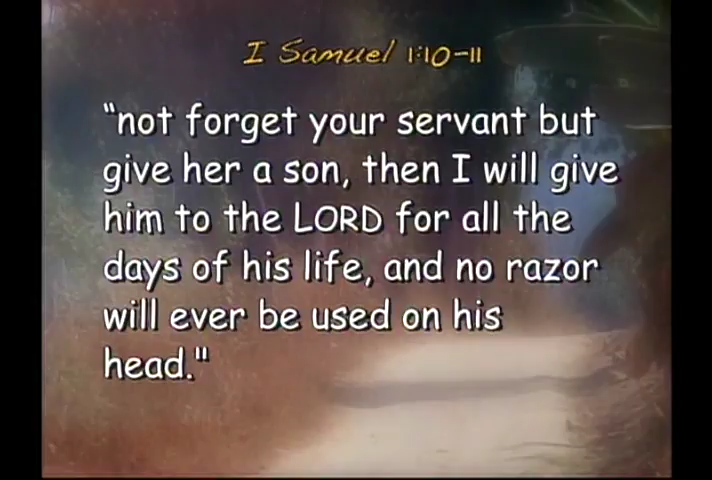 I Samuel 1:10-11
"not forget your servant but
give her a son, then I will give
him to the LORD for all the
days of his life, and no razor
will ever be used on his
head."